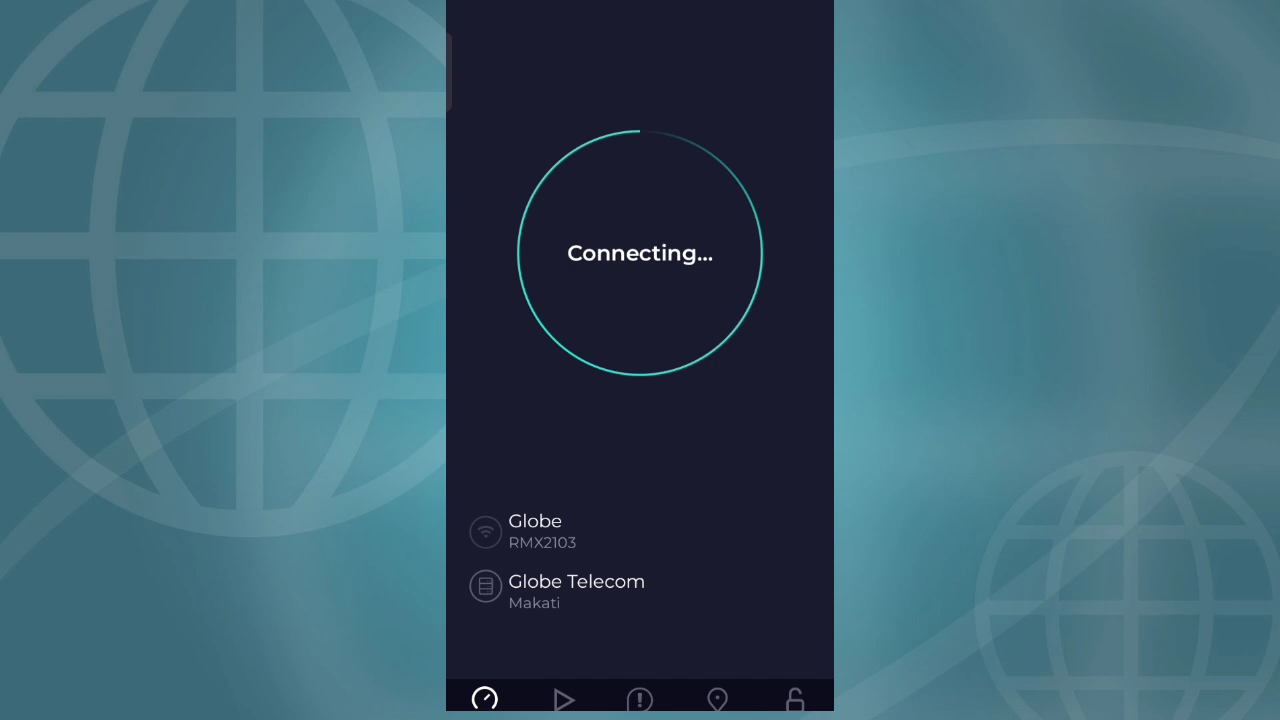 Connecting...
Globe
RMX2103
Globe Telecom
Makati